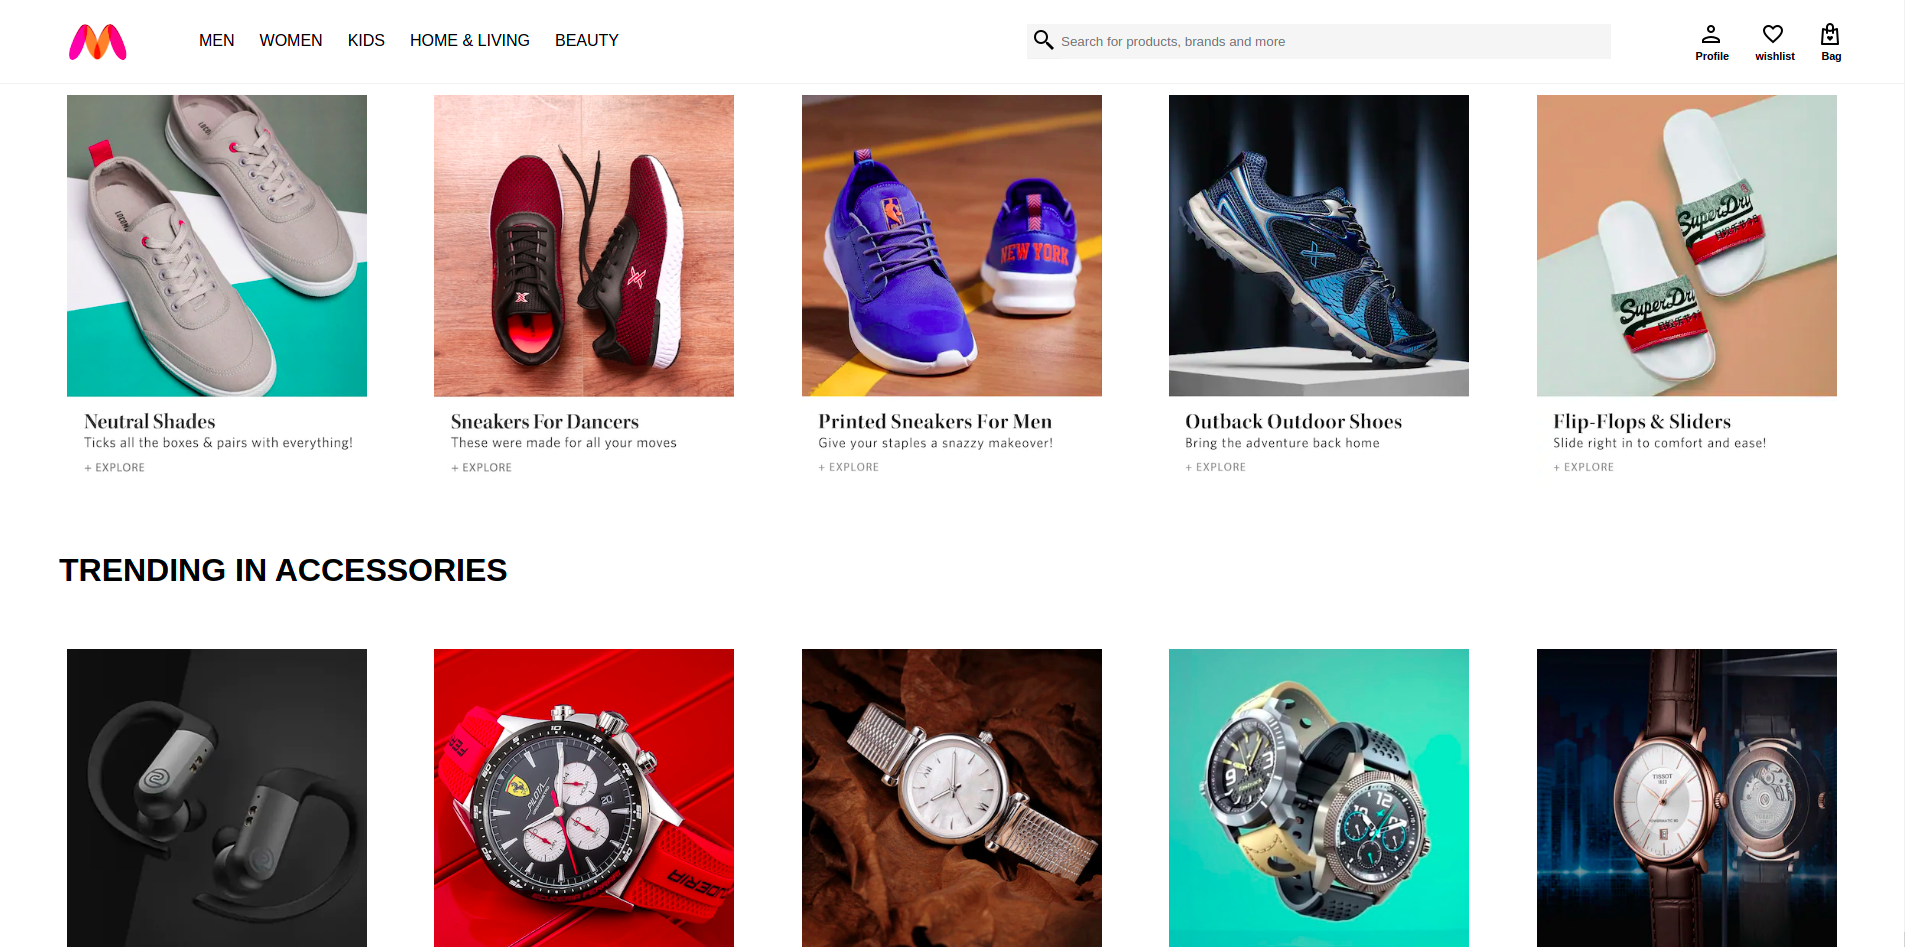 MEN WOMEN KIDS HOME & LIVING BEAUTY
Search for products, brands and more
Profile wishlist Bag
SuperDry
SuperDry
NEW YORK
Neutral Shades
Ticks all the boxes & pairs with everything!
+ EXPLORE
Sneakers For Dancers
These were made for all your moves
+ EXPLORE
Printed Sneakers For Men
Give your staples a snazzy makeover!
+ EXPLORE
Outback Outdoor Shoes
Bring the adventure back home
+ EXPLORE
Flip-Flops & Sliders
Slide right in to comfort and ease!
+ EXPLORE
TRENDING IN ACCESSORIES
PILOTA
TISSOT